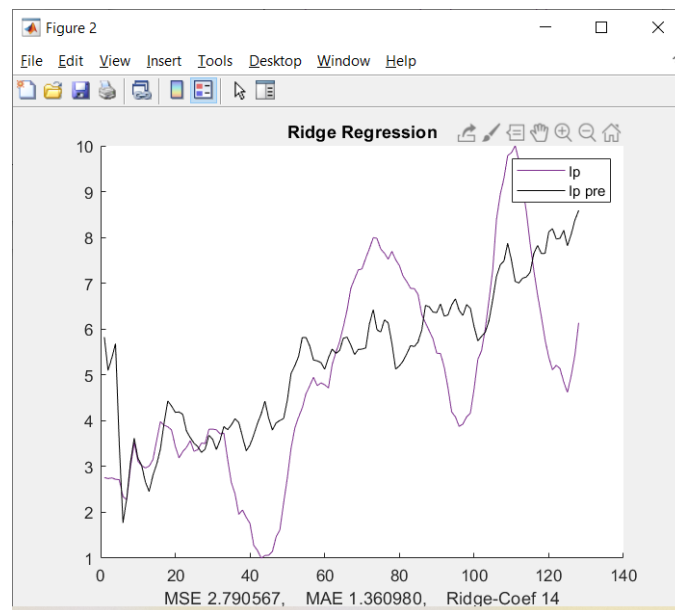 Figure 2
File Edit View Insert Tools Desktop Window Help
Ridge Regression
10
9
8
7
6
5
4
3
2
1
Ip
Ip pre
0 20 40 60 80 100 120 140
MSE 2.790567, MAE 1.360980, Ridge-Coef 14